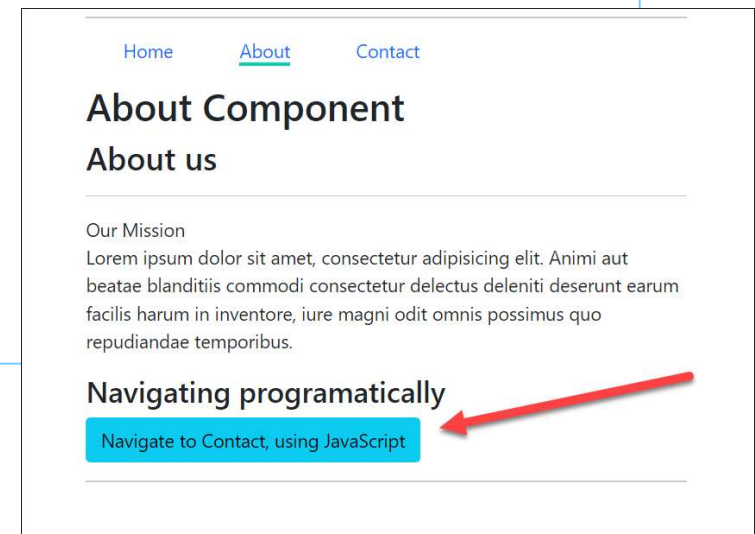 Home About Contact
About Component
About us
Our Mission
Lorem ipsum dolor sit amet, consectetur adipisicing elit. Animi aut
beatae blanditiis commodi consectetur delectus deleniti deserunt earum
facilis harum in inventore, iure magni odit omnis possimus quo
repudiandae temporibus.
Navigating programatically
Navigate to Contact, using JavaScript